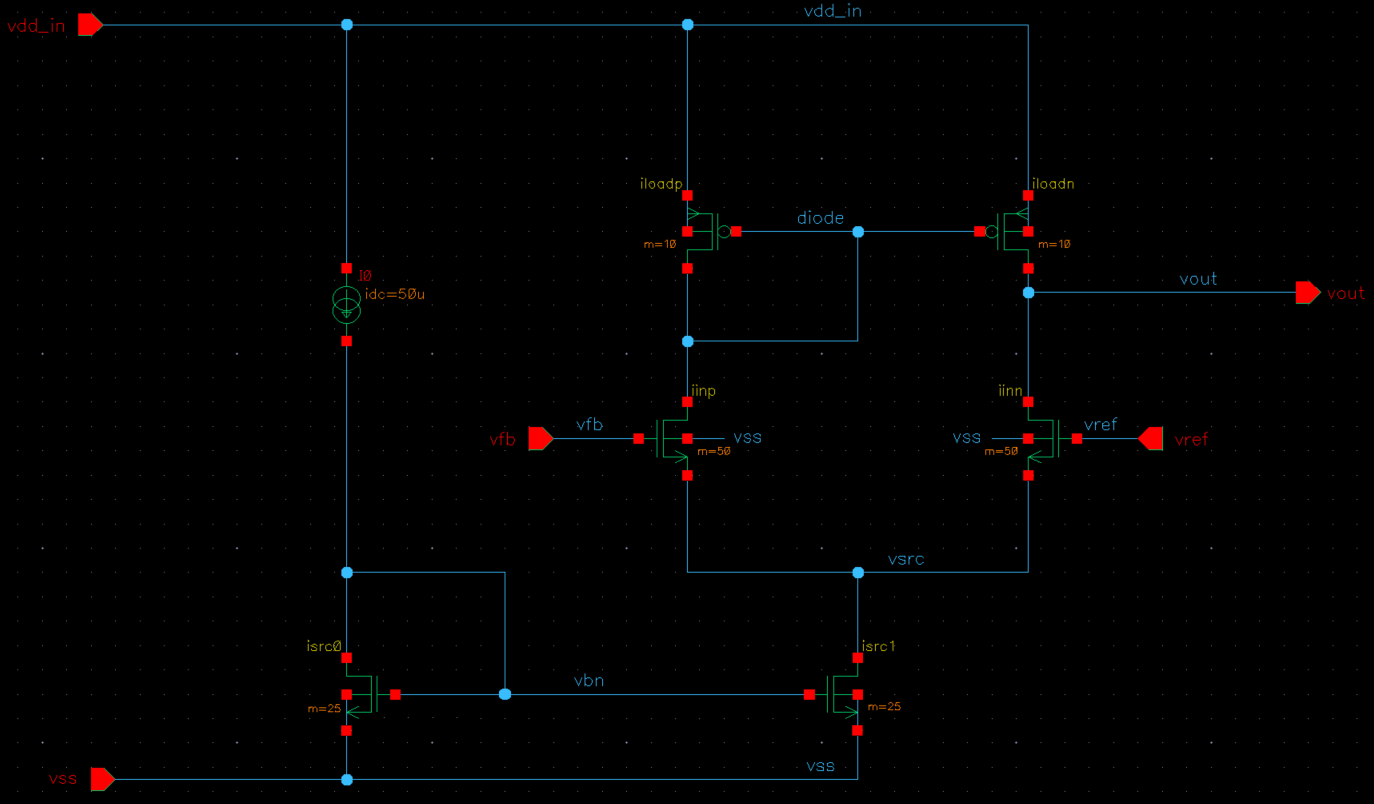 vdd_in
vdd_in
iloadp
iloadn
diode
m=10
m=10
I0
idc=50u
vout
vout
iinp
iinn
vfb
vfb
vss
m=50
vss
m=50
vref
vref
vsrc
isrc0
isrc1
vbn
m=25
m=25
vss
vss